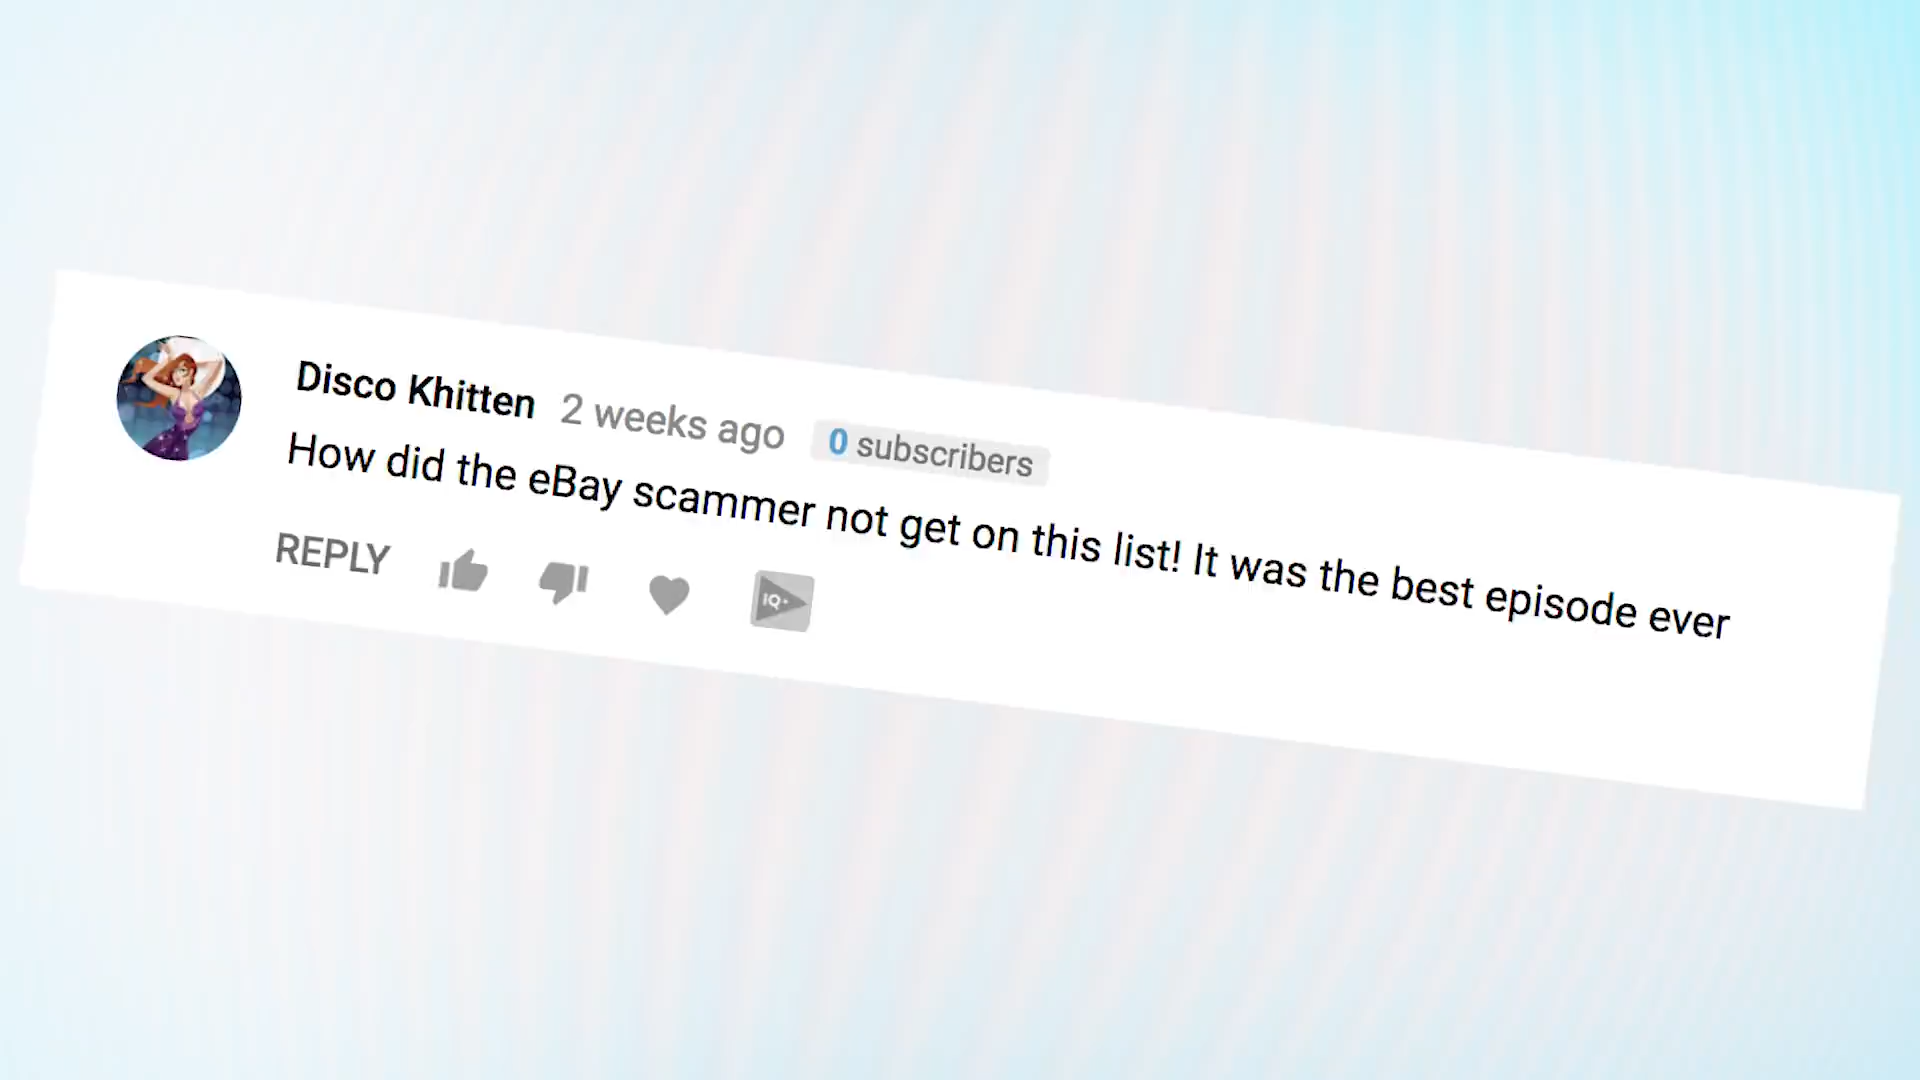 Disco Khitten 2 weeks ago 0 subscribers
How did the eBay scammer not get on this list! It was the best episode ever
REPLY
IQ